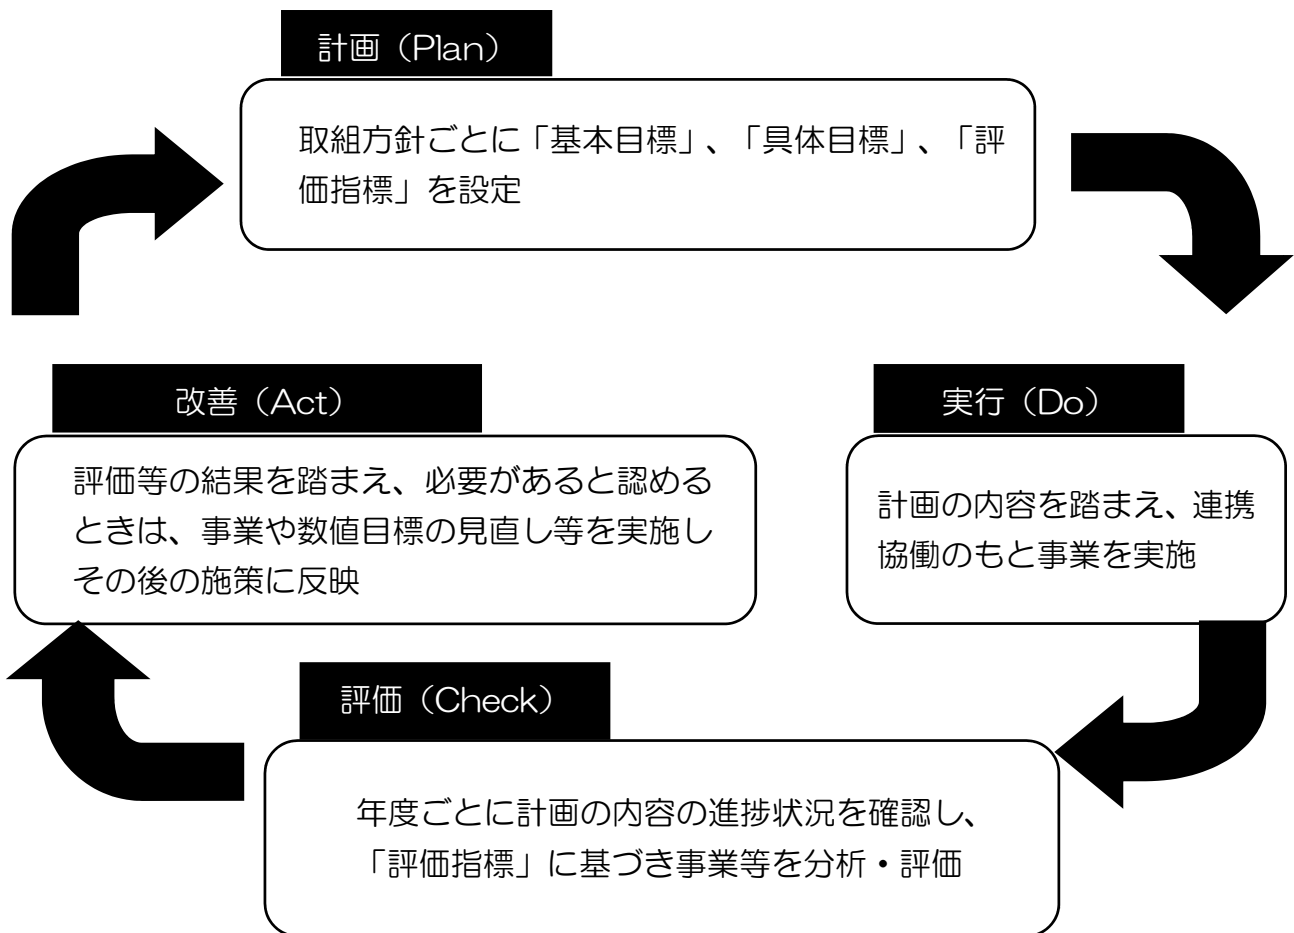 計画（Plan）
取組方針ごとに「基本目標」、「具体目標」、「評
価指標」を設定
改善（Act）
評価等の結果を踏まえ、必要があると認める
ときは、事業や数値目標の見直し等を実施し
その後の施策に反映
実行（Do）
計画の内容を踏まえ、連携
協働のもと事業を実施
評価（Check）
年度ごとに計画の内容の進捗状況を確認し、
「評価指標」に基づき事業等を分析・評価